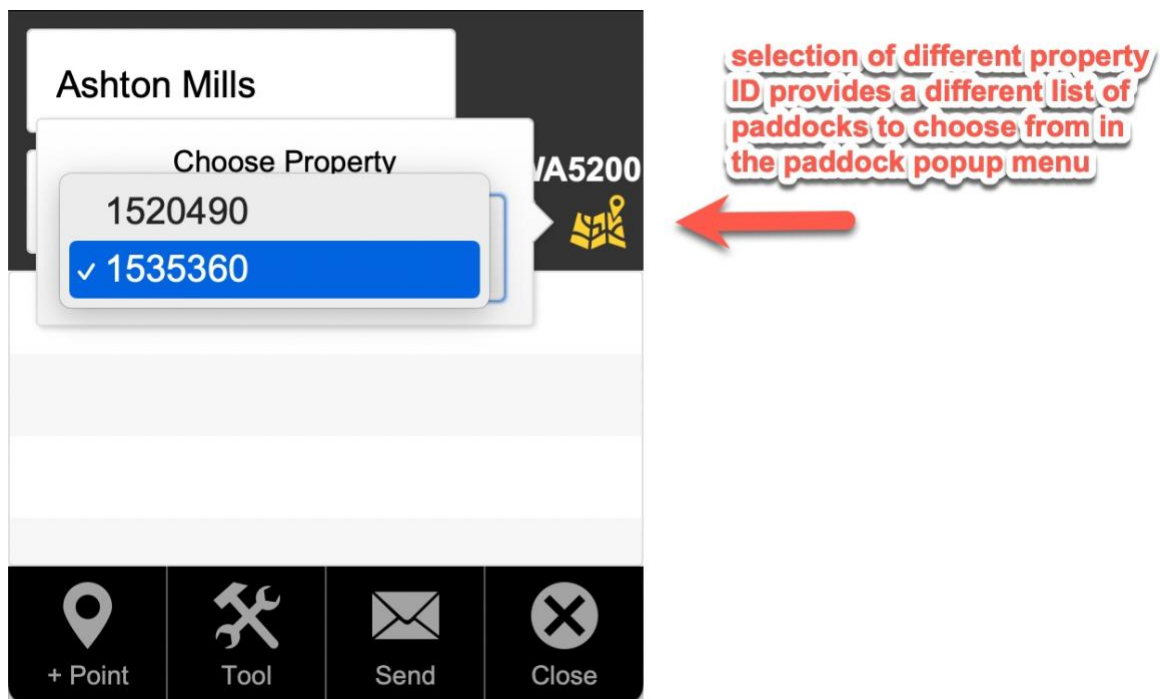 Ashton Mills
selection of different property
ID provides a different list of
paddocks to choose from in
the paddock popup menu
Choose Property
A5200
1520490
✓ 1535360
+ Point
Tool
Send
Close